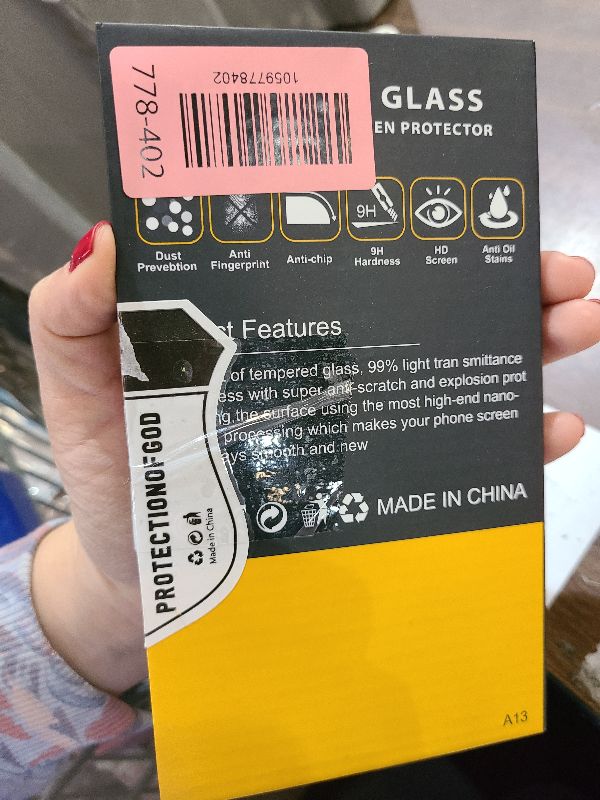 1059778402
778-402
GLASS
EN PROTECTOR
9H
Dust
Prevebtion
Anti
Fingerprint
Anti-chip
9H
Hardness
HD
Screen
Anti Oil
Stains
ct Features
of tempered glass, 99% light tran smittance
ess with super anti-scratch and explosion prot
ng the surface using the most high-end nano-
processing which makes your phone screen
ays smooth and new
MADE IN CHINA
PROTECTIONOFGOD
Made in China
A13